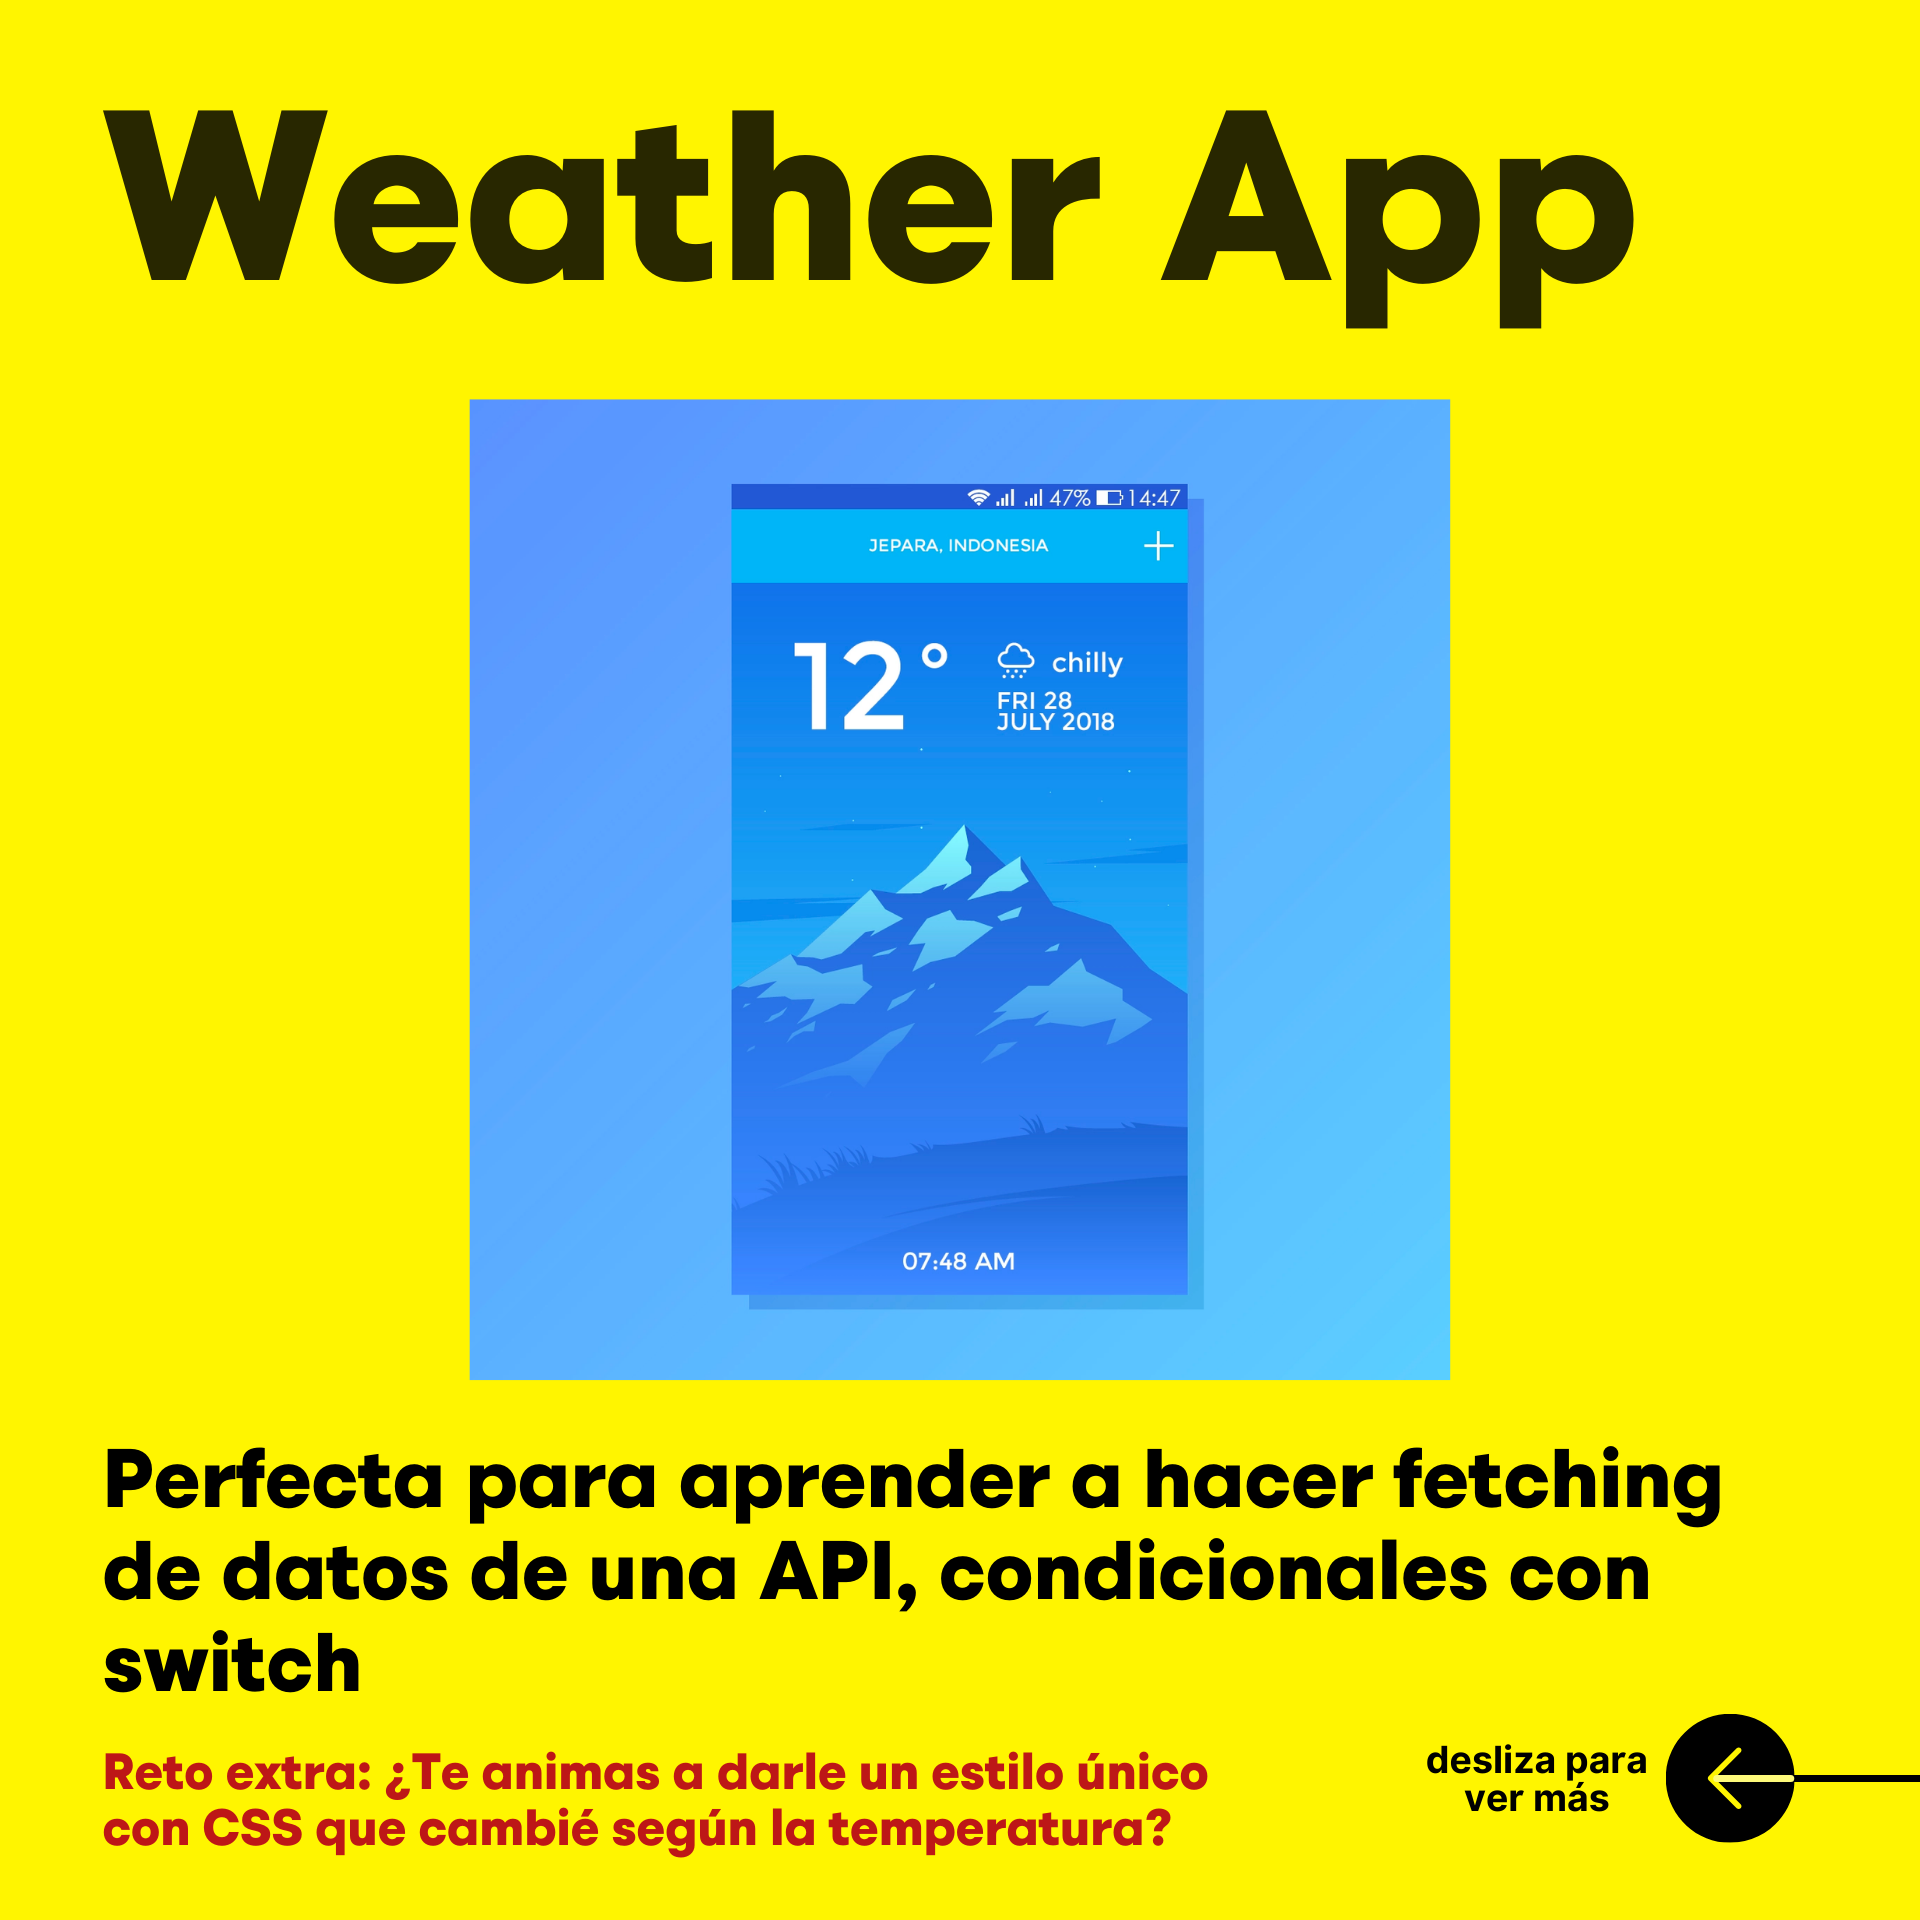 Weather App
47% 14:47
JEPARA, INDONESIA
12°
chilly
FRI 28
JULY 2018
07:48 AM
Perfecta para aprender a hacer fetching
de datos de una API, condicionales con
switch
Reto extra: ¿Te animas a darle un estilo único
con CSS que cambié según la temperatura?
desliza para
ver más